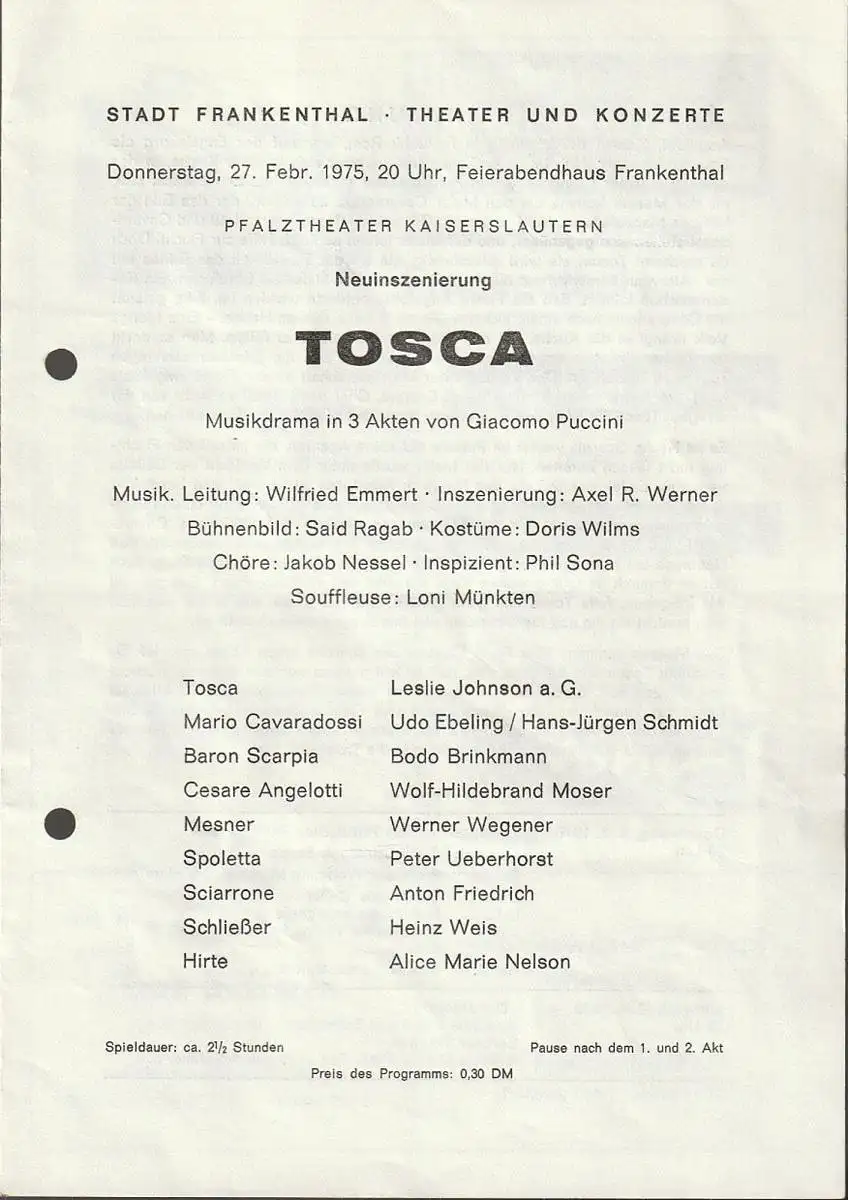 STADT FRANKENTHAL · THEATER UND KONZERTE
Donnerstag, 27. Febr. 1975, 20 Uhr, Feierabendhaus Frankenthal
PFALZTHEATER KAISERSLAUTERN
Neuinszenierung
TOSCA
Musikdrama in 3 Akten von Giacomo Puccini
Musik. Leitung: Wilfried Emmert · Inszenierung: Axel R. Werner
Bühnenbild: Said Ragab · Kostüme: Doris Wilms
Chöre: Jakob Nessel · Inspizient: Phil Sona
Souffleuse: Loni Münkten
Tosca Leslie Johnson a. G.
Mario Cavaradossi Udo Ebeling / Hans-Jürgen Schmidt
Baron Scarpia Bodo Brinkmann
Cesare Angelotti Wolf-Hildebrand Moser
Mesner Werner Wegener
Spoletta Peter Ueberhorst
Sciarrone Anton Friedrich
Schließer Heinz Weis
Hirte Alice Marie Nelson
Spieldauer: ca. 2½ Stunden Pause nach dem 1. und 2. Akt
Preis des Programms: 0,30 DM